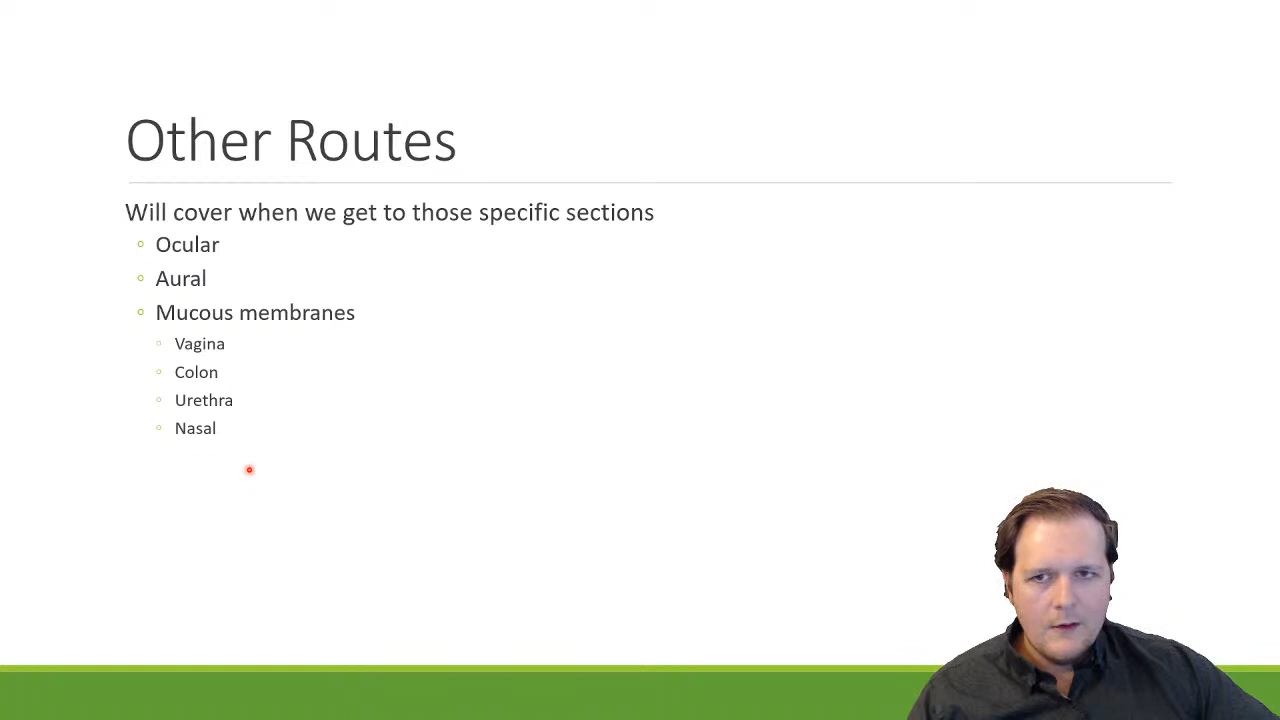 Other Routes
Will cover when we get to those specific sections
Ocular
Aural
Mucous membranes
Vagina
Colon
Urethra
Nasal